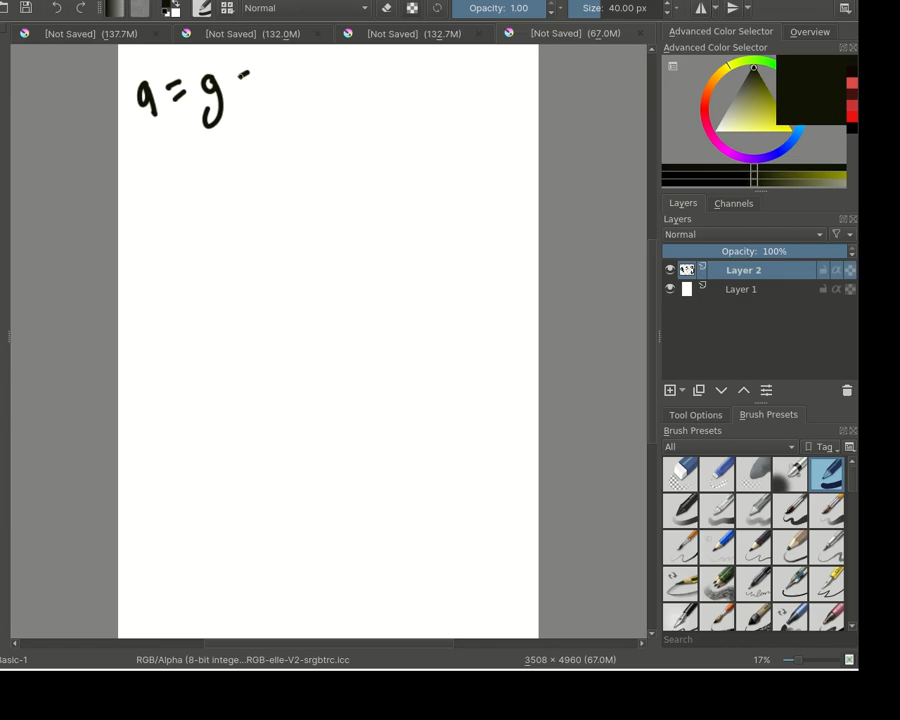 Normal
Opacity: 1.00
Size: 40.00 px
[Not Saved] (137.7M)
[Not Saved] (132.0M)
[Not Saved] (132.7M)
[Not Saved] (67.0M)
Advanced Color Selector
Overview
Advanced Color Selector
a = g -
Layers
Channels
Layers
Normal
Opacity: 100%
Layer 2
Layer 1
Tool Options
Brush Presets
Brush Presets
All
Tag
Search
asic-1
RGB/Alpha (8-bit intege...RGB-elle-V2-srgbtrc.icc
3508 × 4960 (67.0M)
17%